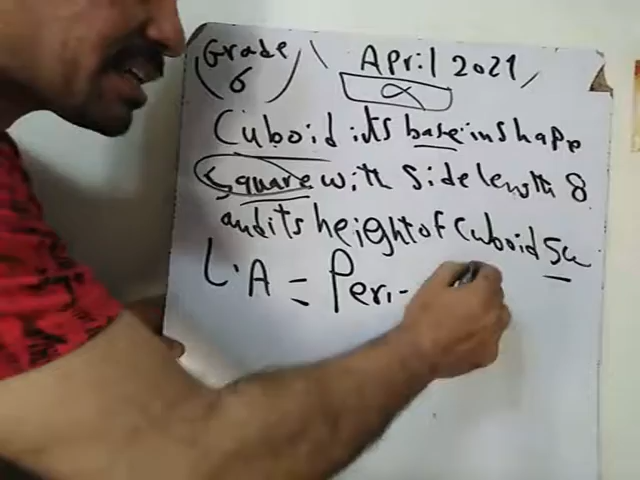 Grade 6
April 2021
α
Cuboid its base in shape
Square with side length 8
and its height of Cuboid 5cm
L.A = Peri-